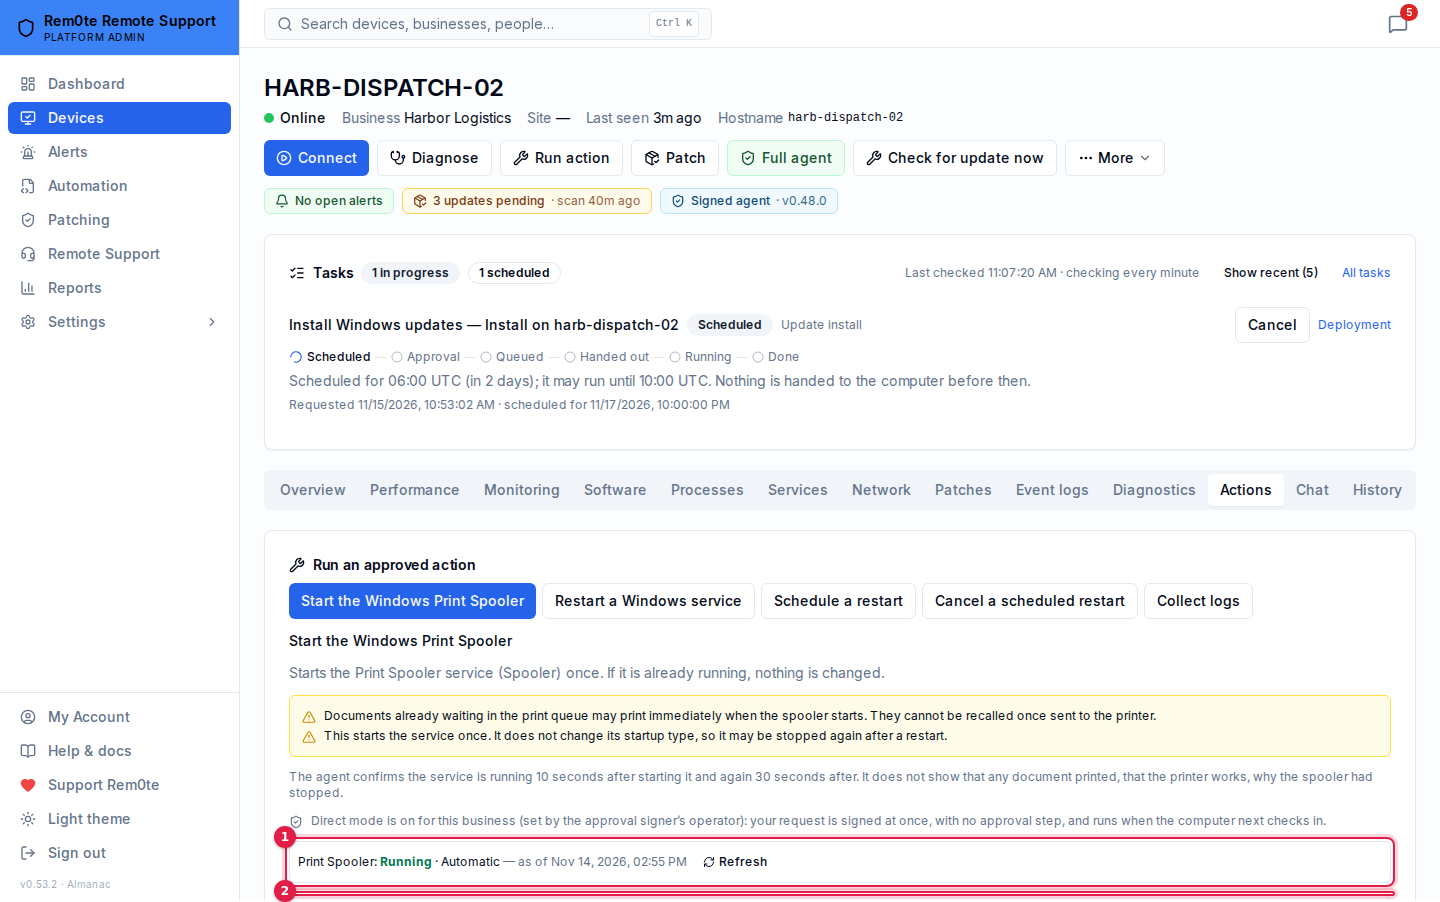 Rem0te Remote Support
PLATFORM ADMIN
Search devices, businesses, people…
Ctrl K
5
Dashboard
Devices
Alerts
Automation
Patching
Remote Support
Reports
Settings
My Account
Help & docs
Support Rem0te
Light theme
Sign out
v0.53.2 · Almanac
HARB-DISPATCH-02
Online Business Harbor Logistics Site — Last seen 3m ago Hostname harb-dispatch-02
Connect Diagnose Run action Patch Full agent Check for update now ··· More
No open alerts 3 updates pending · scan 40m ago Signed agent · v0.48.0
Tasks 1 in progress 1 scheduled Last checked 11:07:20 AM · checking every minute Show recent (5) All tasks
Install Windows updates — Install on harb-dispatch-02 Scheduled Update install Cancel Deployment
Scheduled Approval Queued Handed out Running Done
Scheduled for 06:00 UTC (in 2 days); it may run until 10:00 UTC. Nothing is handed to the computer before then.
Requested 11/15/2026, 10:53:02 AM · scheduled for 11/17/2026, 10:00:00 PM
Overview Performance Monitoring Software Processes Services Network Patches Event logs Diagnostics Actions Chat History
Run an approved action
Start the Windows Print Spooler Restart a Windows service Schedule a restart Cancel a scheduled restart Collect logs
Start the Windows Print Spooler
Starts the Print Spooler service (Spooler) once. If it is already running, nothing is changed.
Documents already waiting in the print queue may print immediately when the spooler starts. They cannot be recalled once sent to the printer.
This starts the service once. It does not change its startup type, so it may be stopped again after a restart.
The agent confirms the service is running 10 seconds after starting it and again 30 seconds after. It does not show that any document printed, that the printer works, why the spooler had
stopped.
Direct mode is on for this business (set by the approval signer's operator): your request is signed at once, with no approval step, and runs when the computer next checks in.
1
Print Spooler: Running · Automatic — as of Nov 14, 2026, 02:55 PM Refresh
2